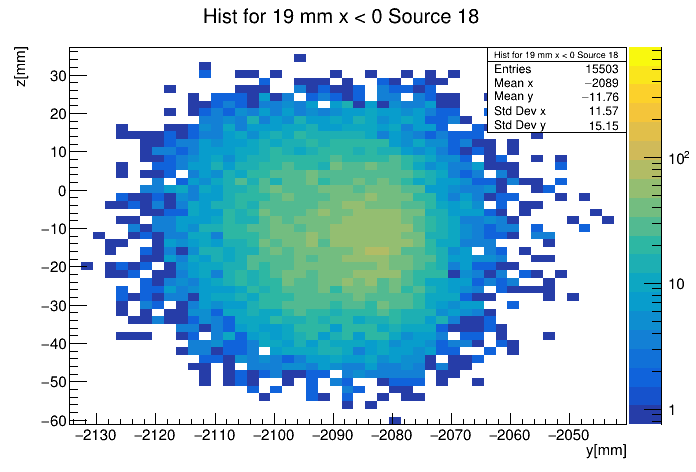 Hist for 19 mm x < 0 Source 18
z[mm]
Hist for 19 mm x < 0 Source 18
Entries 15503
Mean x −2089
Mean y −11.76
Std Dev x 11.57
Std Dev y 15.15
30
20
10
0
−10
−20
−30
−40
−50
−60
−2130 −2120 −2110 −2100 −2090 −2080 −2070 −2060 −2050
y[mm]
10²
10
1